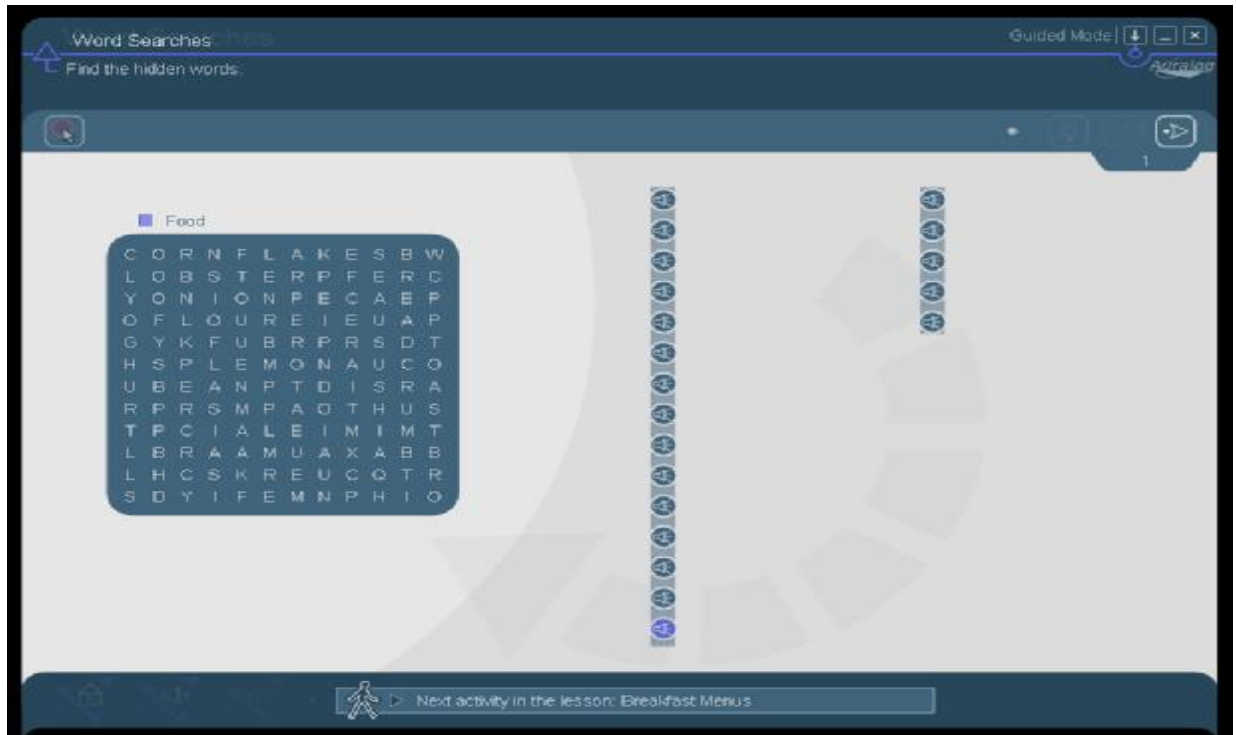 Word Searches
Guided Mode
Find the hidden words.
1
Food
C O R N F L A K E S B W
L O B S T E R P F E R C
Y O N I O N P E C A E P
O F L O U R E I E U A P
G Y K F U B R P R S D T
H S P L E M O N A U C O
U B E A N P T D I S R A
R P R S M P A O T H U S
T P C I A L E I M I M T
L B R A A M U A X A B B
L H C S K R E U C O T R
S D Y I F E M N P H I O
Next activity in the lesson: Breakfast Menus